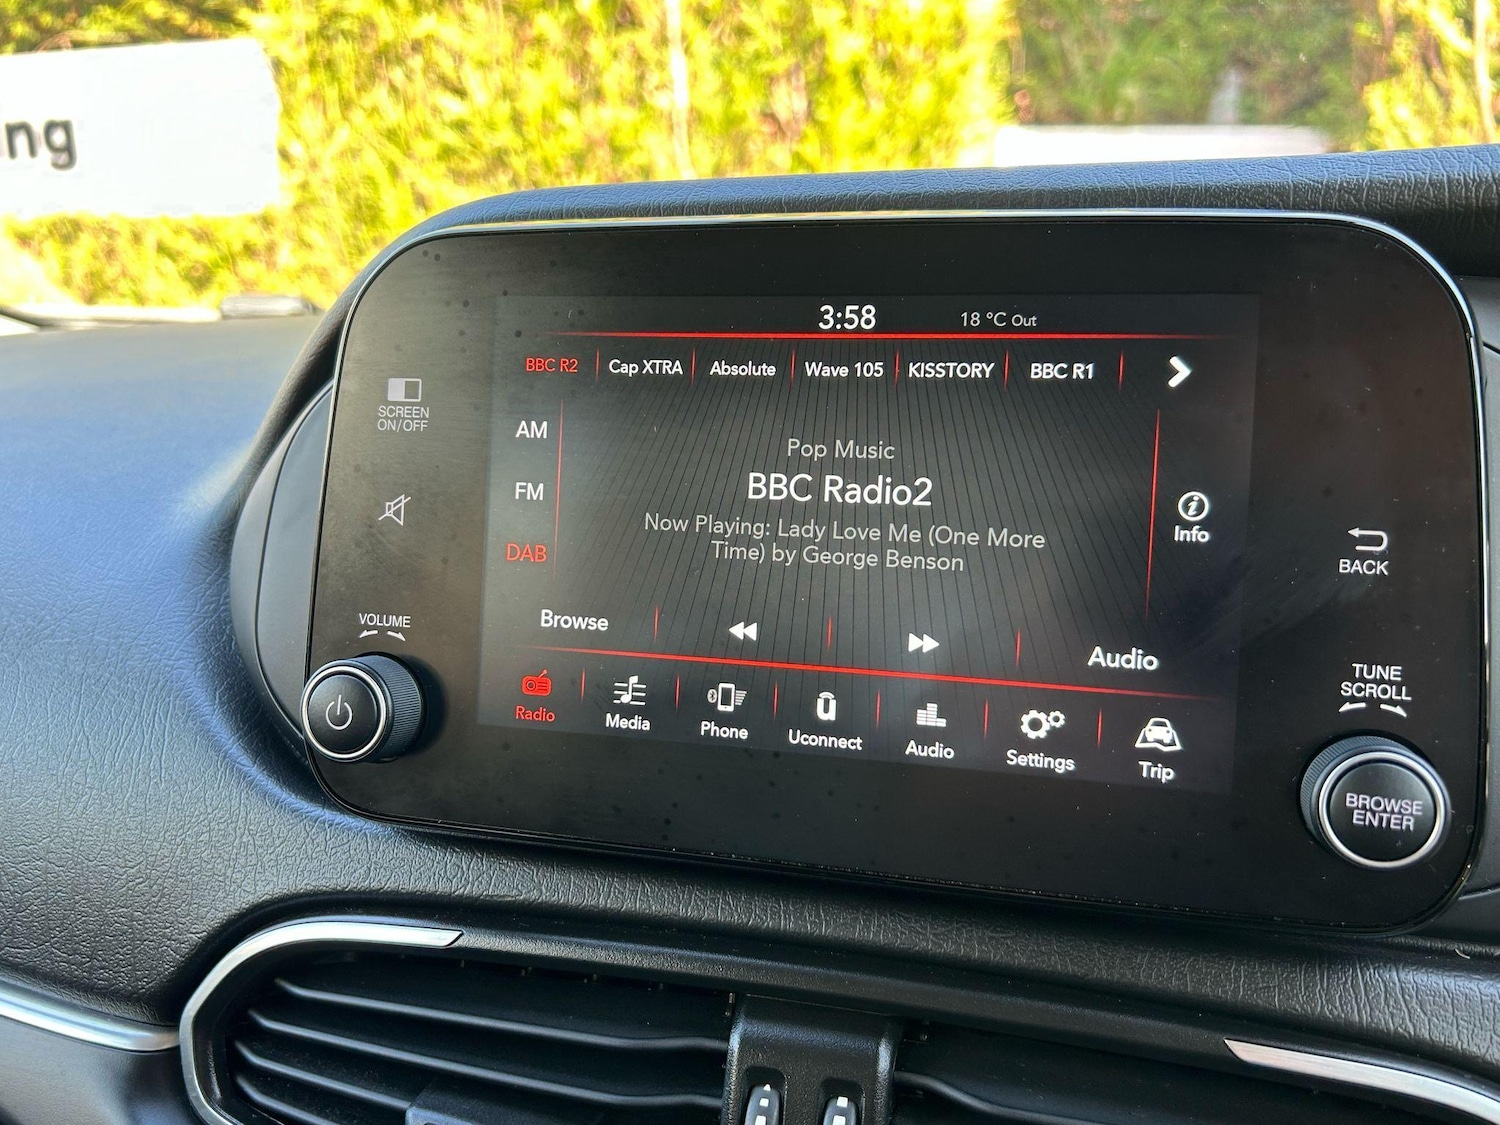 ng
3:58 18 °C Out
BBC R2 Cap XTRA Absolute Wave 105 KISSTORY BBC R1
SCREEN
ON/OFF
AM
FM
DAB
Pop Music
BBC Radio2
Now Playing: Lady Love Me (One More
Time) by George Benson
Info
BACK
VOLUME
Browse
Audio
Radio Media Phone Uconnect Audio Settings Trip
TUNE
SCROLL
BROWSE
ENTER